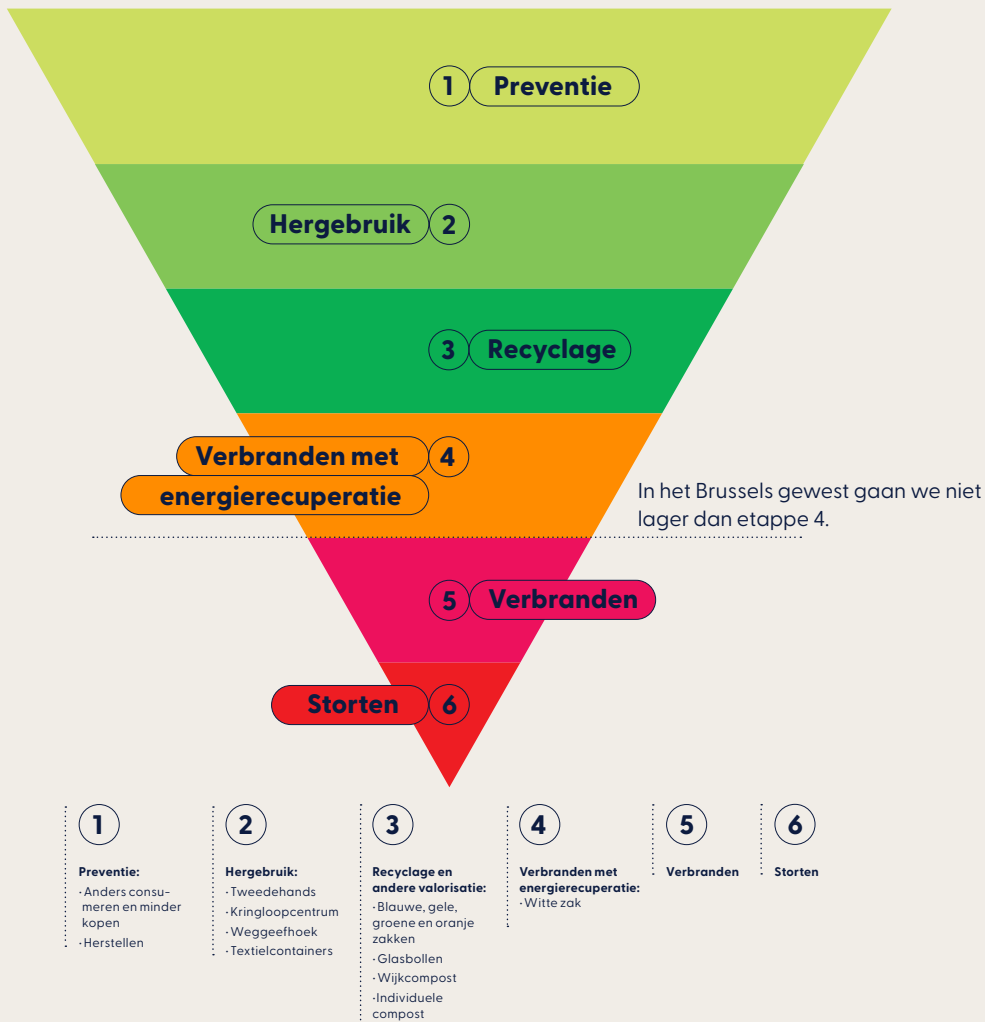 1 Preventie
Hergebruik 2
3 Recyclage
Verbranden met 4
energierecuperatie
In het Brussels gewest gaan we niet
lager dan etappe 4.
5 Verbranden
Storten 6
1
Preventie:
· Anders consu-
meren en minder
kopen
· Herstellen
2
Hergebruik:
· Tweedehands
· Kringloopcentrum
· Weggeefhoek
· Textielcontainers
3
Recyclage en
andere valorisatie:
· Blauwe, gele,
groene en oranje
zakken
· Glasbollen
· Wijkcompost
· Individuele
compost
4
Verbranden met
energierecuperatie:
· Witte zak
5
Verbranden
6
Storten